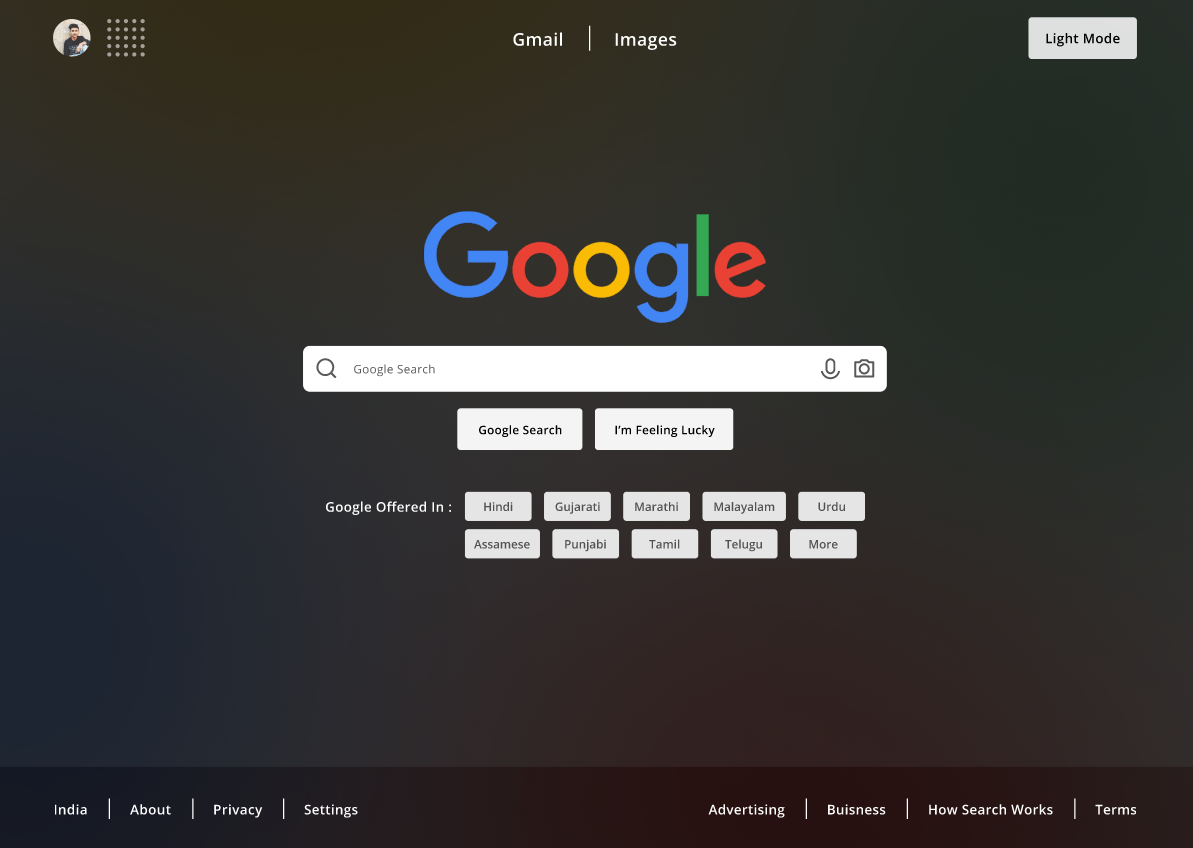 Gmail | Images
Light Mode
Google
Google Search
Google Search
I'm Feeling Lucky
Google Offered In :
Hindi
Gujarati
Marathi
Malayalam
Urdu
Assamese
Punjabi
Tamil
Telugu
More
India | About | Privacy | Settings
Advertising | Buisness | How Search Works | Terms